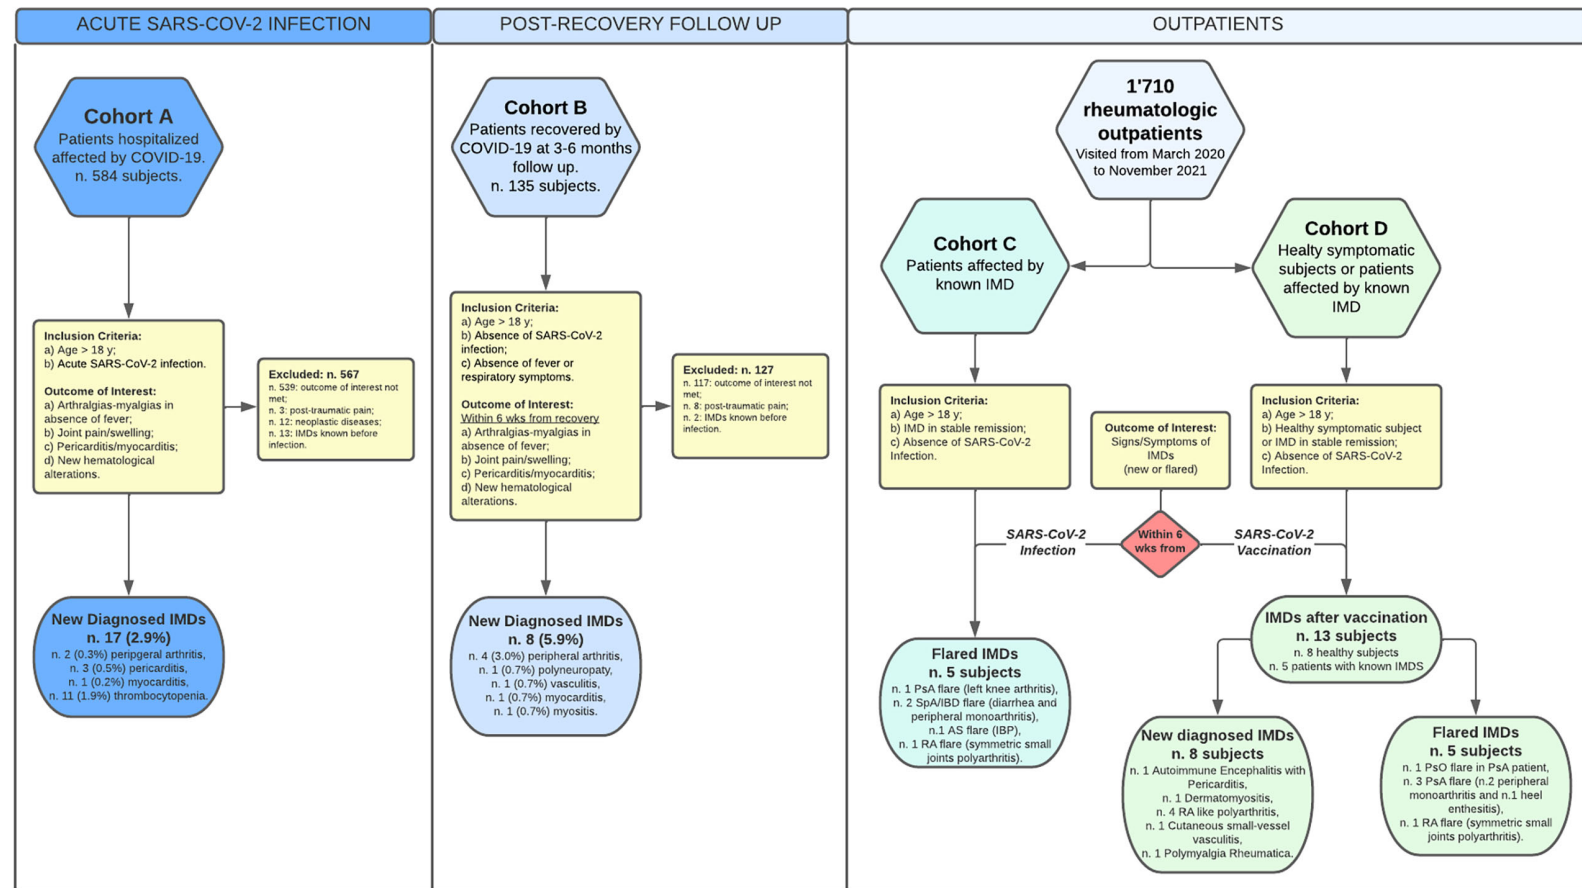 ACUTE SARS-COV-2 INFECTION
POST-RECOVERY FOLLOW UP
OUTPATIENTS
Cohort A
Patients hospitalized
affected by COVID-19.
n. 584 subjects.
Inclusion Criteria:
a) Age > 18 y;
b) Acute SARS-CoV-2 infection.
Outcome of Interest:
a) Arthralgias-myalgias in
absence of fever;
b) Joint pain/swelling;
c) Pericarditis/myocarditis;
d) New hematological
alterations.
Excluded: n. 567
n. 539: outcome of interest not
met;
n. 3: post-traumatic pain;
n. 12: neoplastic diseases;
n. 13: IMDs known before
infection.
New Diagnosed IMDs
n. 17 (2.9%)
n. 2 (0.3%) peripgeral arthritis,
n. 3 (0.5%) pericarditis,
n. 1 (0.2%) myocarditis,
n. 11 (1.9%) thrombocytopenia.
Cohort B
Patients recovered by
COVID-19 at 3-6 months
follow up.
n. 135 subjects.
Inclusion Criteria:
a) Age > 18 y;
b) Absence of SARS-CoV-2
infection;
c) Absence of fever or
respiratory symptoms.
Outcome of Interest:
Within 6 wks from recovery
a) Arthralgias-myalgias in
absence of fever;
b) Joint pain/swelling;
c) Pericarditis/myocarditis;
d) New hematological
alterations.
Excluded: n. 127
n. 117: outcome of interest not
met;
n. 8: post-traumatic pain;
n. 2: IMDs known before
infection.
New Diagnosed IMDs
n. 8 (5.9%)
n. 4 (3.0%) peripheral arthritis,
n. 1 (0.7%) polyneuropaty,
n. 1 (0.7%) vasculitis,
n. 1 (0.7%) myocarditis,
n. 1 (0.7%) myositis.
1'710
rheumatologic
outpatients
Visited from March 2020
to November 2021
Cohort C
Patients affected by
known IMD
Cohort D
Healty symptomatic
subjects or patients
affected by known
IMD
Inclusion Criteria:
a) Age > 18 y;
b) IMD in stable remission;
c) Absence of SARS-CoV-2
Infection.
Outcome of Interest:
Signs/Symptoms of
IMDs
(new or flared)
Inclusion Criteria:
a) Age > 18 y;
b) Healthy symptomatic subject
or IMD in stable remission;
c) Absence of SARS-CoV-2
Infection.
SARS-CoV-2
Infection
Within 6
wks from
SARS-CoV-2
Vaccination
Flared IMDs
n. 5 subjects
n. 1 PsA flare (left knee arthritis),
n. 2 SpA/IBD flare (diarrhea and
peripheral monoarthritis),
n.1 AS flare (IBP),
n. 1 RA flare (symmetric small
joints polyarthritis).
IMDs after vaccination
n. 13 subjects
n. 8 healthy subjects
n. 5 patients with known IMDS
New diagnosed IMDs
n. 8 subjects
n. 1 Autoimmune Encephalitis with
Pericarditis,
n. 1 Dermatomyositis,
n. 4 RA like polyarthritis,
n. 1 Cutaneous small-vessel
vasculitis,
n. 1 Polymyalgia Rheumatica.
Flared IMDs
n. 5 subjects
n. 1 PsO flare in PsA patient,
n. 3 PsA flare (n.2 peripheral
monoarthritis and n.1 heel
enthesitis),
n. 1 RA flare (symmetric small
joints polyarthritis).